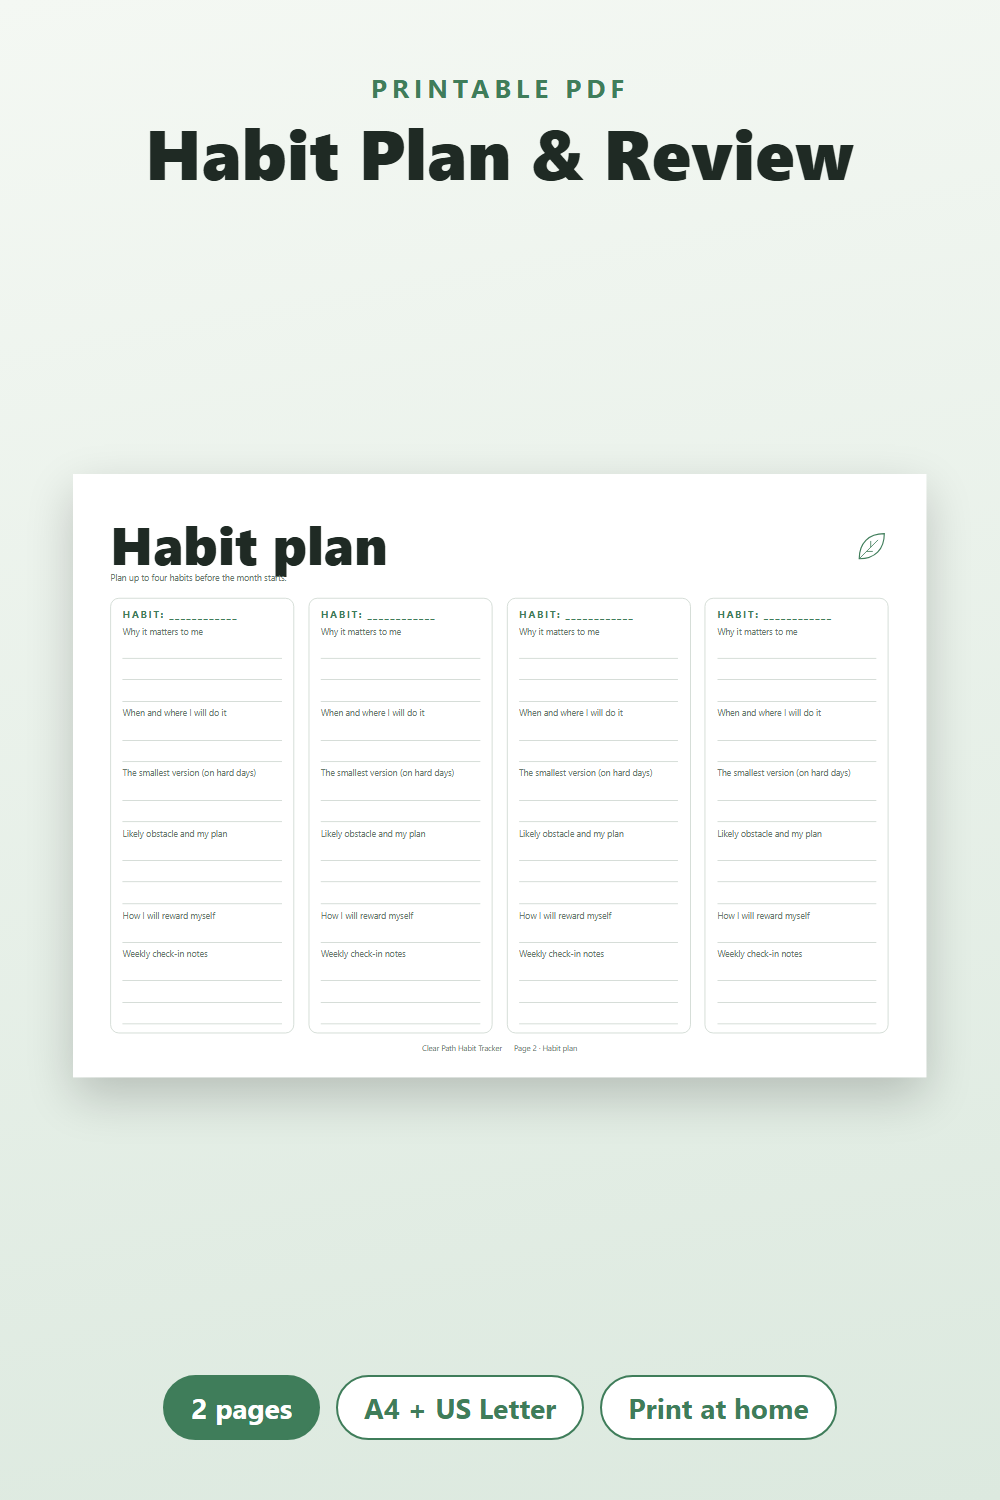 PRINTABLE PDF
Habit Plan & Review
Habit plan
Plan up to four habits before the month starts.
HABIT: ____________
Why it matters to me
When and where I will do it
The smallest version (on hard days)
Likely obstacle and my plan
How I will reward myself
Weekly check-in notes
HABIT: ____________
Why it matters to me
When and where I will do it
The smallest version (on hard days)
Likely obstacle and my plan
How I will reward myself
Weekly check-in notes
HABIT: ____________
Why it matters to me
When and where I will do it
The smallest version (on hard days)
Likely obstacle and my plan
How I will reward myself
Weekly check-in notes
HABIT: ____________
Why it matters to me
When and where I will do it
The smallest version (on hard days)
Likely obstacle and my plan
How I will reward myself
Weekly check-in notes
Clear Path Habit Tracker Page 2 · Habit plan
2 pages
A4 + US Letter
Print at home